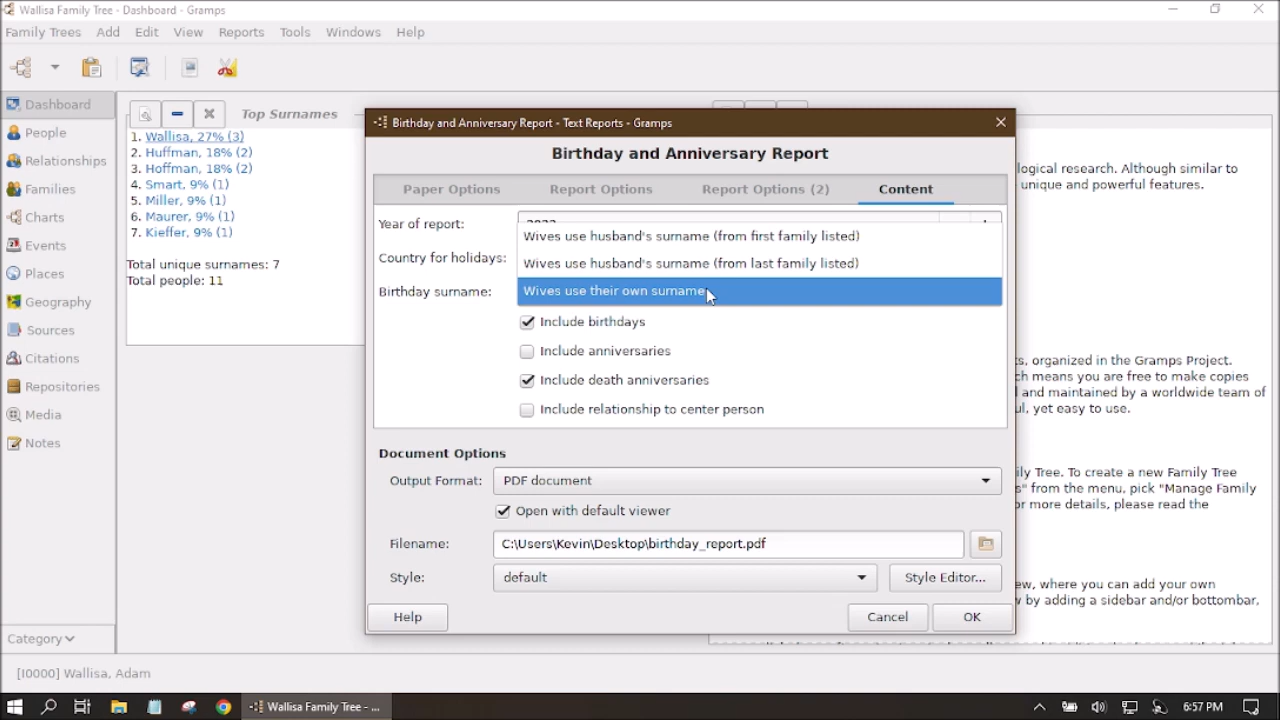 Wallisa Family Tree - Dashboard - Gramps
Family Trees Add Edit View Reports Tools Windows Help
Dashboard
People
Relationships
Families
Charts
Events
Places
Geography
Sources
Citations
Repositories
Media
Notes
Category
Top Surnames
1. Wallisa, 27% (3)
2. Huffman, 18% (2)
3. Hoffman, 18% (2)
4. Smart, 9% (1)
5. Miller, 9% (1)
6. Maurer, 9% (1)
7. Kieffer, 9% (1)
Total unique surnames: 7
Total people: 11
Birthday and Anniversary Report - Text Reports - Gramps
Birthday and Anniversary Report
Paper Options Report Options Report Options (2) Content
Year of report:
Country for holidays:
Birthday surname:
Wives use husband's surname (from first family listed)
Wives use husband's surname (from last family listed)
Wives use their own surname
Include birthdays
Include anniversaries
Include death anniversaries
Include relationship to center person
Document Options
Output Format: PDF document
Open with default viewer
Filename: C:\Users\Kevin\Desktop\birthday_report.pdf
Style: default Style Editor...
Help Cancel OK
logical research. Although similar to
unique and powerful features.
, organized in the Gramps Project.
ch means you are free to make copies
and maintained by a worldwide team of
ul, yet easy to use.
ily Tree. To create a new Family Tree
" from the menu, pick "Manage Family
or more details, please read the
ew, where you can add your own
w by adding a sidebar and/or bottombar,
[I0000] Wallisa, Adam
Wallisa Family Tree - ...
6:57 PM